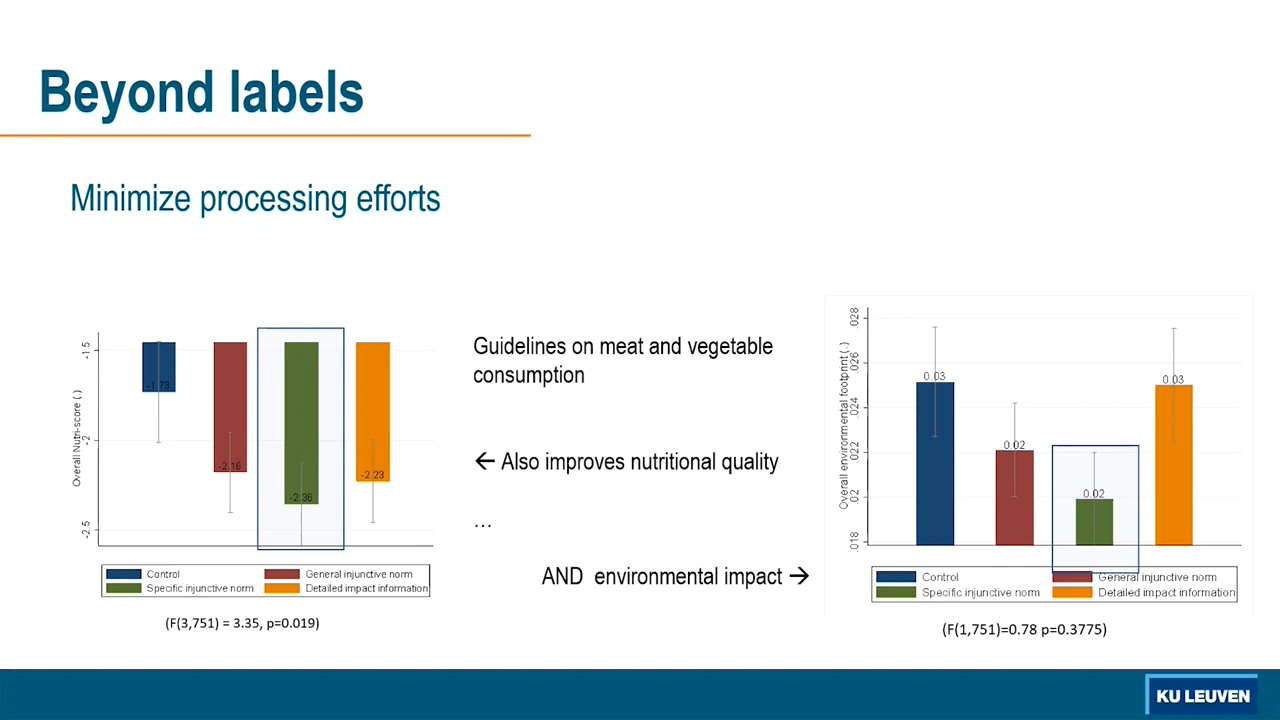 Beyond labels
Minimize processing efforts
Overall Nutri-score (.)
-1.5
-2
-2.5
-1.73
-2.18
-2.36
-2.23
Control
General injunctive norm
Specific injunctive norm
Detailed impact information
(F(3,751) = 3.35, p=0.019)
Guidelines on meat and vegetable
consumption
← Also improves nutritional quality
...
AND environmental impact →
Overall environmental footprint (.)
.028
.026
.024
.022
.02
.018
0.03
0.02
0.02
0.03
Control
General injunctive norm
Specific injunctive norm
Detailed impact information
(F(1,751)=0.78 p=0.3775)
KU LEUVEN